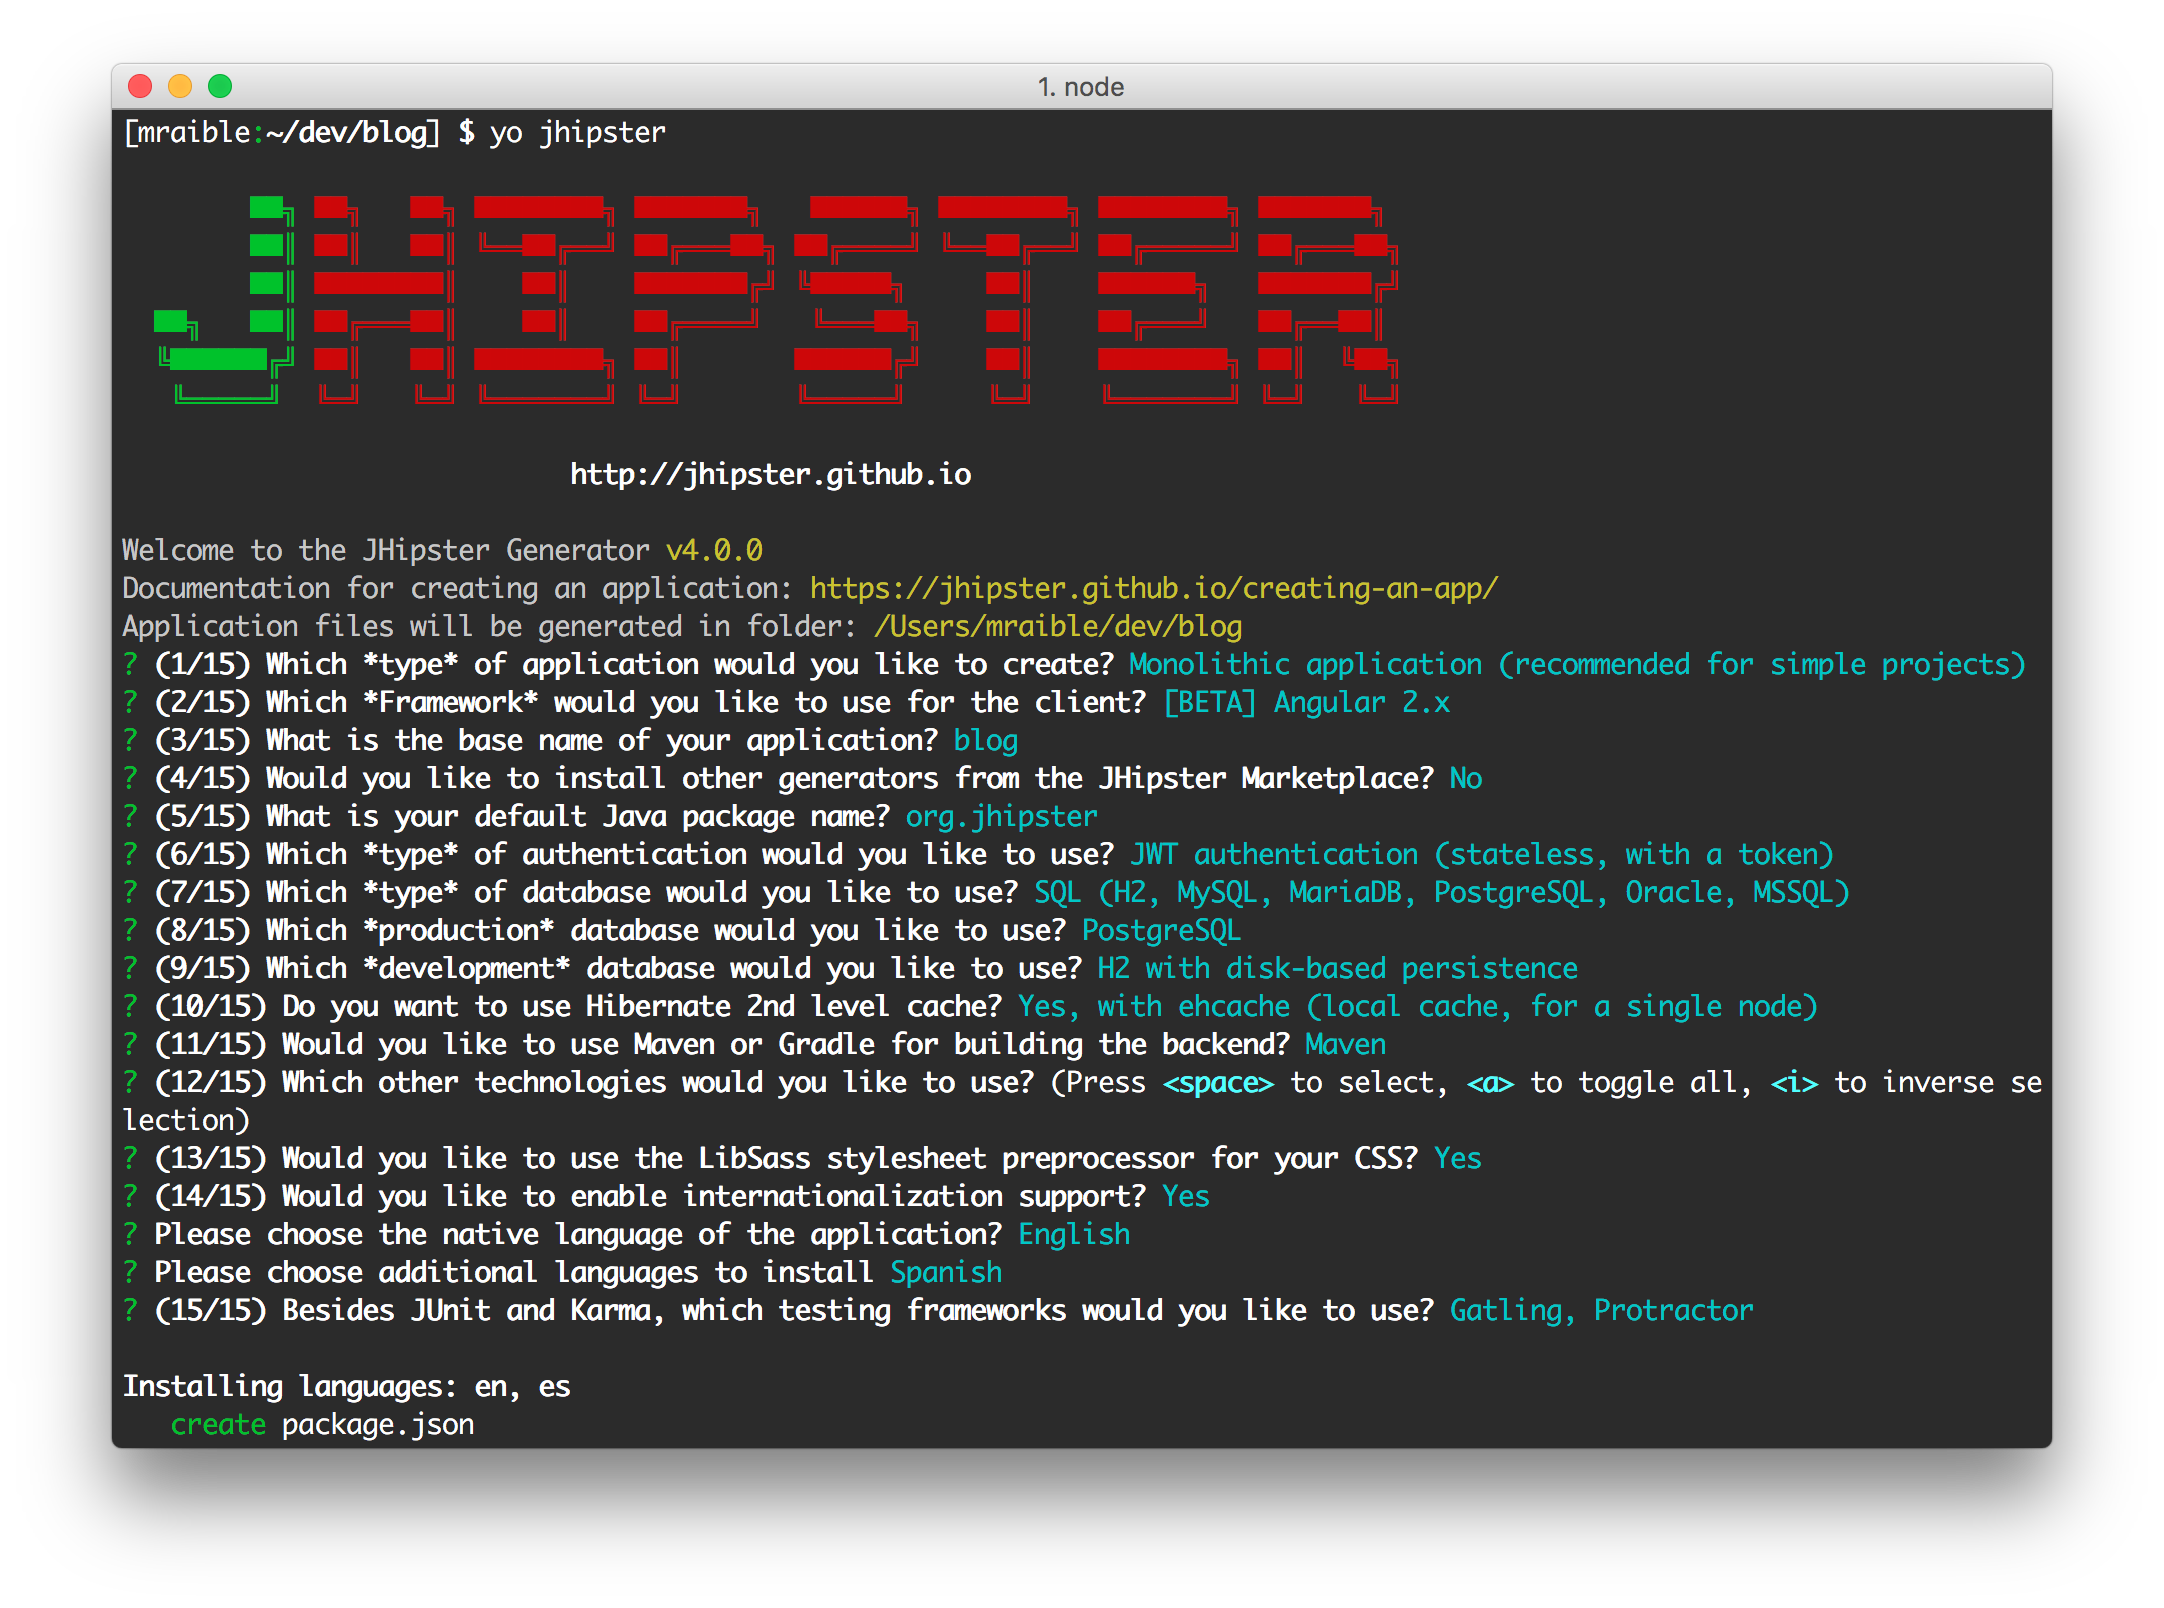 1. node
[mraible:~/dev/blog] $ yo jhipster
JHIPSTER
http://jhipster.github.io
Welcome to the JHipster Generator v4.0.0
Documentation for creating an application: https://jhipster.github.io/creating-an-app/
Application files will be generated in folder: /Users/mraible/dev/blog
? (1/15) Which *type* of application would you like to create? Monolithic application (recommended for simple projects)
? (2/15) Which *Framework* would you like to use for the client? [BETA] Angular 2.x
? (3/15) What is the base name of your application? blog
? (4/15) Would you like to install other generators from the JHipster Marketplace? No
? (5/15) What is your default Java package name? org.jhipster
? (6/15) Which *type* of authentication would you like to use? JWT authentication (stateless, with a token)
? (7/15) Which *type* of database would you like to use? SQL (H2, MySQL, MariaDB, PostgreSQL, Oracle, MSSQL)
? (8/15) Which *production* database would you like to use? PostgreSQL
? (9/15) Which *development* database would you like to use? H2 with disk-based persistence
? (10/15) Do you want to use Hibernate 2nd level cache? Yes, with ehcache (local cache, for a single node)
? (11/15) Would you like to use Maven or Gradle for building the backend? Maven
? (12/15) Which other technologies would you like to use? (Press <space> to select, <a> to toggle all, <i> to inverse se
lection)
? (13/15) Would you like to use the LibSass stylesheet preprocessor for your CSS? Yes
? (14/15) Would you like to enable internationalization support? Yes
? Please choose the native language of the application? English
? Please choose additional languages to install Spanish
? (15/15) Besides JUnit and Karma, which testing frameworks would you like to use? Gatling, Protractor
Installing languages: en, es
create package.json